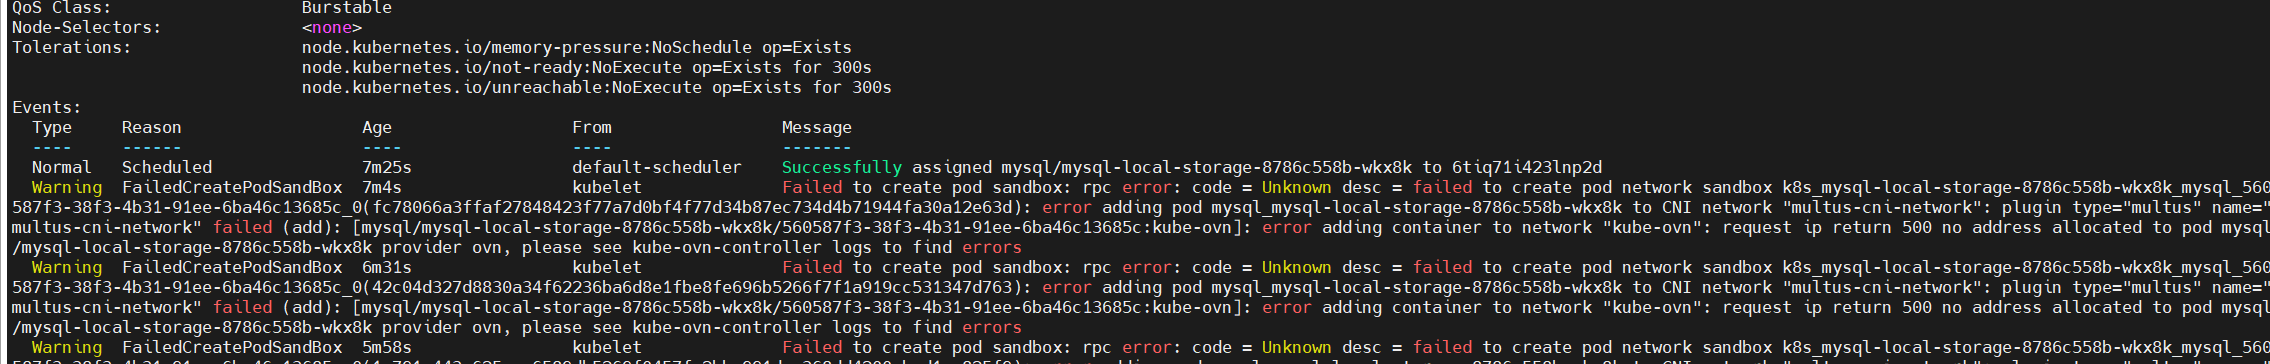 QoS Class:                   Burstable
Node-Selectors:              <none>
Tolerations:                 node.kubernetes.io/memory-pressure:NoSchedule op=Exists
                             node.kubernetes.io/not-ready:NoExecute op=Exists for 300s
                             node.kubernetes.io/unreachable:NoExecute op=Exists for 300s
Events:
  Type     Reason                  Age                  From               Message
  ----     ------                  ----                 ----               -------
  Normal   Scheduled               7m25s                default-scheduler  Successfully assigned mysql/mysql-local-storage-8786c558b-wkx8k to 6tiq71i423lnp2d
  Warning  FailedCreatePodSandBox  7m4s                 kubelet            Failed to create pod sandbox: rpc error: code = Unknown desc = failed to create pod network sandbox k8s_mysql-local-storage-8786c558b-wkx8k_mysql_560
587f3-38f3-4b31-91ee-6ba46c13685c_0(fc78066a3ffaf27848423f77a7d0bf4f77d34b87ec734d4b71944fa30a12e63d): error adding pod mysql_mysql-local-storage-8786c558b-wkx8k to CNI network "multus-cni-network": plugin type="multus" name="
multus-cni-network" failed (add): [mysql/mysql-local-storage-8786c558b-wkx8k/560587f3-38f3-4b31-91ee-6ba46c13685c:kube-ovn]: error adding container to network "kube-ovn": request ip return 500 no address allocated to pod mysql
/mysql-local-storage-8786c558b-wkx8k provider ovn, please see kube-ovn-controller logs to find errors
  Warning  FailedCreatePodSandBox  6m31s                kubelet            Failed to create pod sandbox: rpc error: code = Unknown desc = failed to create pod network sandbox k8s_mysql-local-storage-8786c558b-wkx8k_mysql_560
587f3-38f3-4b31-91ee-6ba46c13685c_0(42c04d327d8830a34f62236ba6d8e1fbe8fe696b5266f7f1a919cc531347d763): error adding pod mysql_mysql-local-storage-8786c558b-wkx8k to CNI network "multus-cni-network": plugin type="multus" name="
multus-cni-network" failed (add): [mysql/mysql-local-storage-8786c558b-wkx8k/560587f3-38f3-4b31-91ee-6ba46c13685c:kube-ovn]: error adding container to network "kube-ovn": request ip return 500 no address allocated to pod mysql
/mysql-local-storage-8786c558b-wkx8k provider ovn, please see kube-ovn-controller logs to find errors
  Warning  FailedCreatePodSandBox  5m58s                kubelet            Failed to create pod sandbox: rpc error: code = Unknown desc = failed to create pod network sandbox k8s_mysql-local-storage-8786c558b-wkx8k_mysql_560